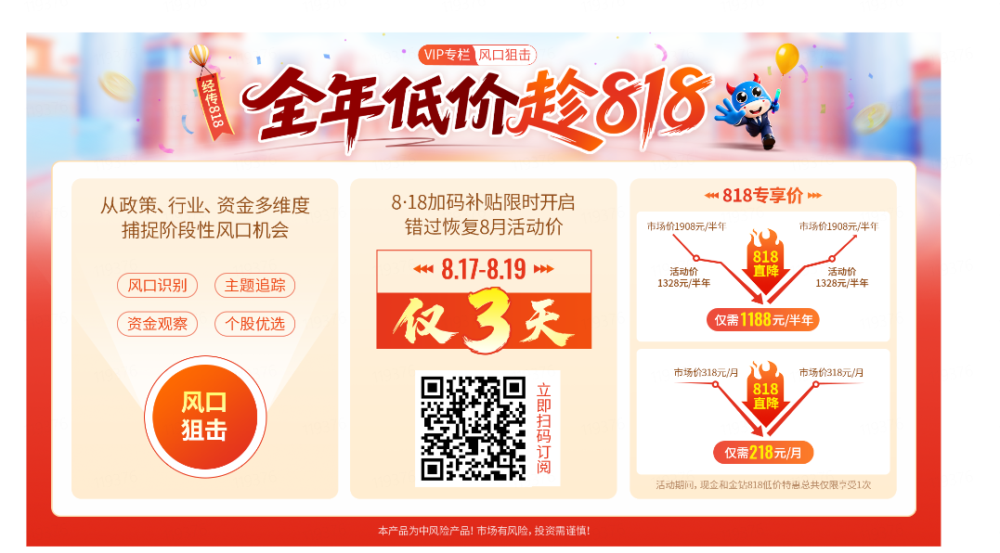 VIP专栏 风口狙击
经传818
全年低价趁818
从政策、行业、资金多维度
捕捉阶段性风口机会
风口识别 主题追踪
资金观察 个股优选
风口
狙击
8·18加码补贴限时开启
错过恢复8月活动价
8.17-8.19
仅3天
立即扫码订阅
818专享价
市场价1908元/半年 市场价1908元/半年
818
直降
活动价
1328元/半年
活动价
1328元/半年
仅需1188元/半年
市场价318元/月 市场价318元/月
818
直降
仅需218元/月
活动期间，现金和金钻818低价特惠总共仅限享受1次
本产品为中风险产品！市场有风险，投资需谨慎！